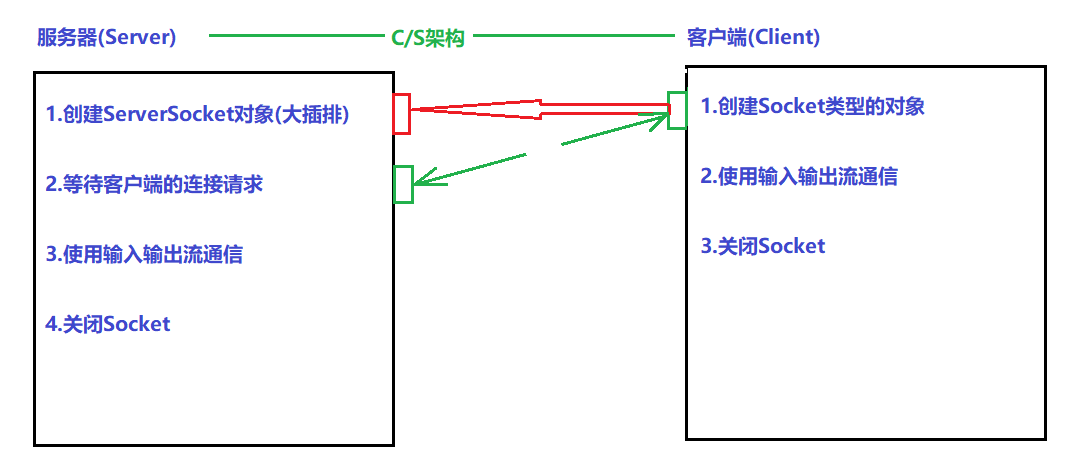 服务器(Server)
C/S架构
客户端(Client)
1.创建ServerSocket对象(大插排)
2.等待客户端的连接请求
3.使用输入输出流通信
4.关闭Socket
1.创建Socket类型的对象
2.使用输入输出流通信
3.关闭Socket